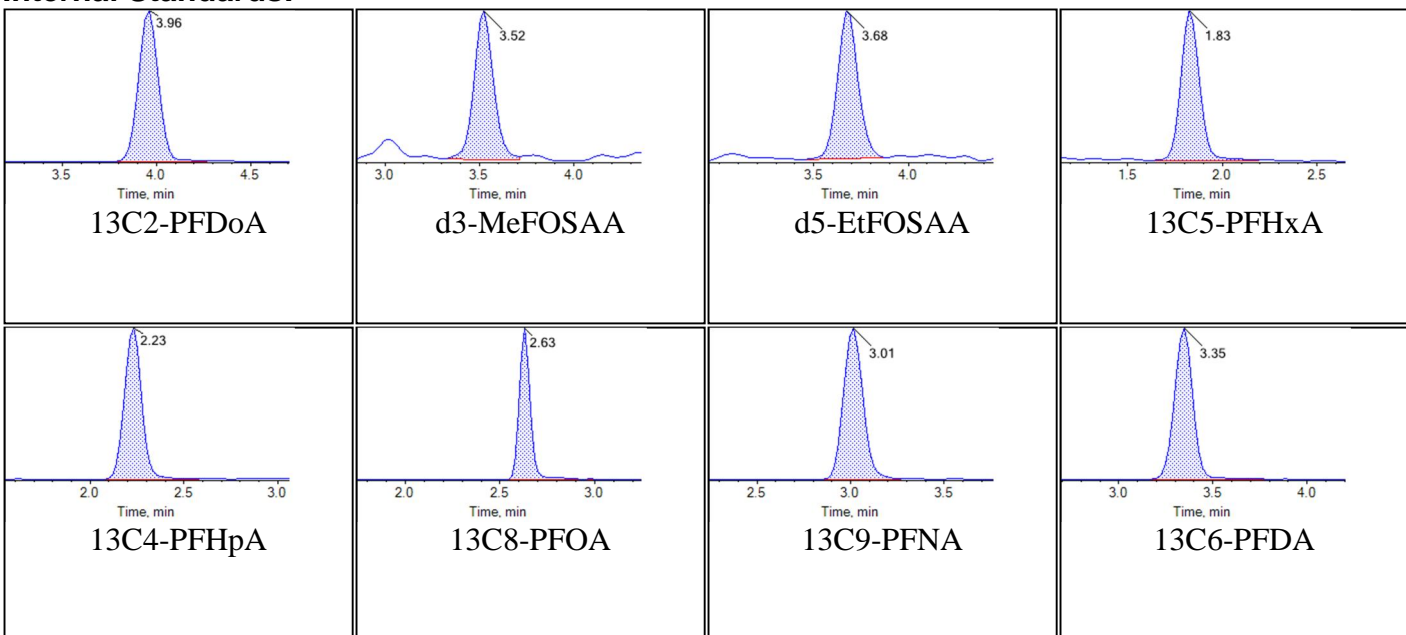 3.96
3.52
3.68
1.83
3.5 4.0 4.5
3.0 3.5 4.0
3.5 4.0
1.5 2.0 2.5
Time, min
Time, min
Time, min
Time, min
13C2-PFDoA
d3-MeFOSAA
d5-EtFOSAA
13C5-PFHxA
2.23
2.63
3.01
3.35
2.0 2.5 3.0
2.0 2.5 3.0
2.5 3.0 3.5
3.0 3.5 4.0
Time, min
Time, min
Time, min
Time, min
13C4-PFHpA
13C8-PFOA
13C9-PFNA
13C6-PFDA